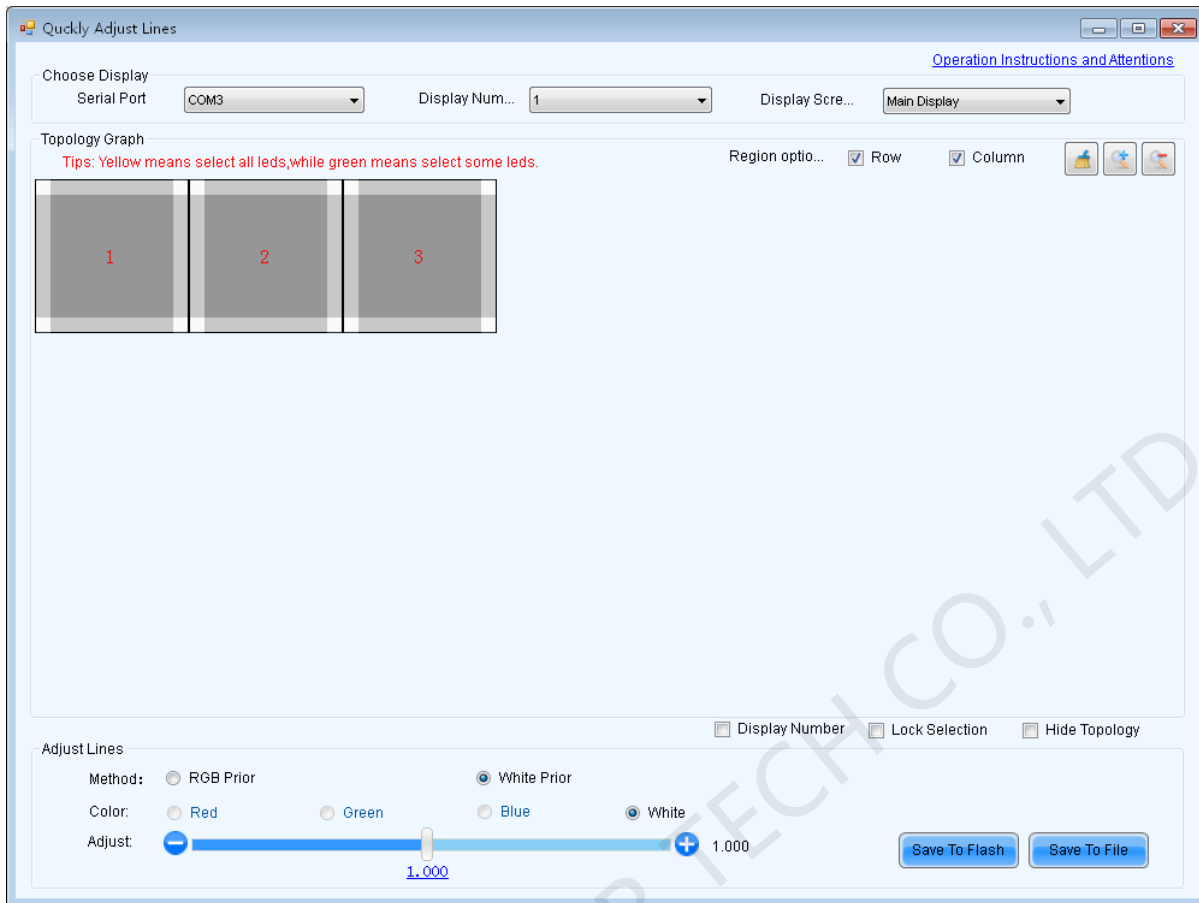 Quckly Adjust Lines
Operation Instructions and Attentions
Choose Display
Serial Port COM3 Display Num... 1 Display Scre... Main Display
Topology Graph
Tips: Yellow means select all leds,while green means select some leds.
Region optio... Row Column
1 2 3
Display Number Lock Selection Hide Topology
Adjust Lines
Method: RGB Prior White Prior
Color: Red Green Blue White
Adjust: 1.000
1.000
Save To Flash Save To File
TECH CO., LTD